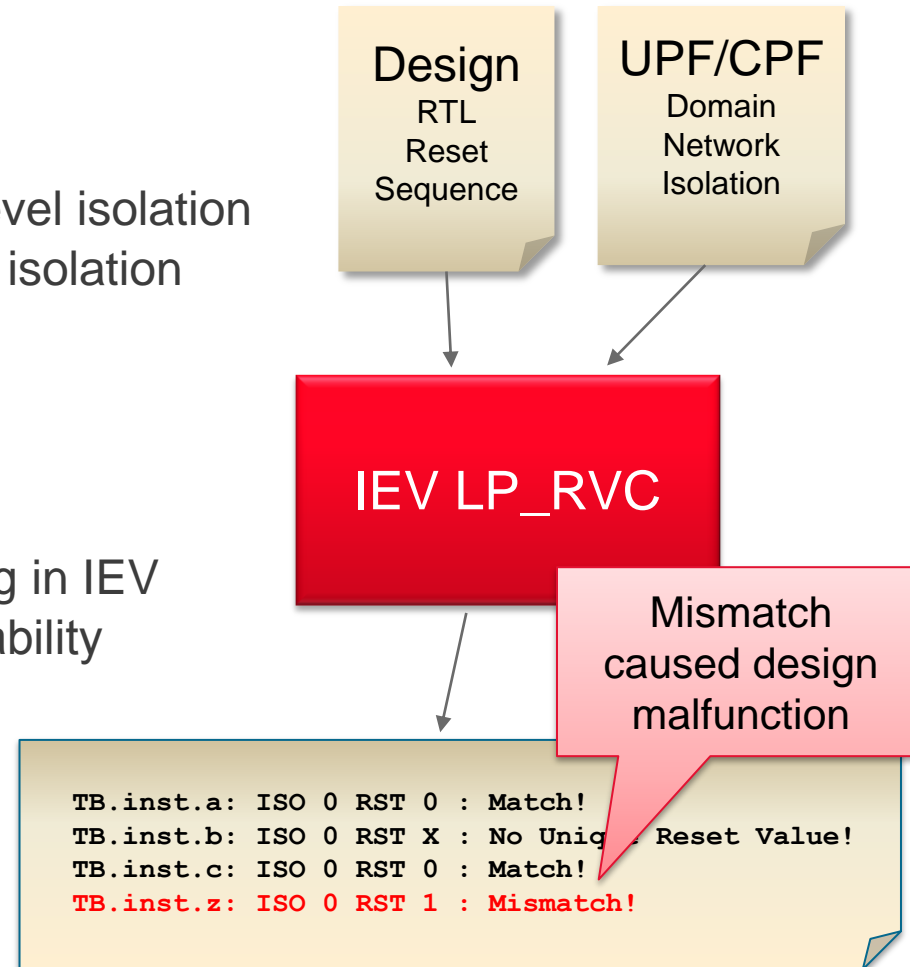 Design
RTL
Reset
Sequence
UPF/CPF
Domain
Network
Isolation
vel isolation
isolation
IEV LP_RVC
g in IEV
ability
Mismatch
caused design
malfunction
TB.inst.a: ISO 0 RST 0 : Match!
TB.inst.b: ISO 0 RST X : No Uniq Reset Value!
TB.inst.c: ISO 0 RST 0 : Match!
TB.inst.z: ISO 0 RST 1 : Mismatch!